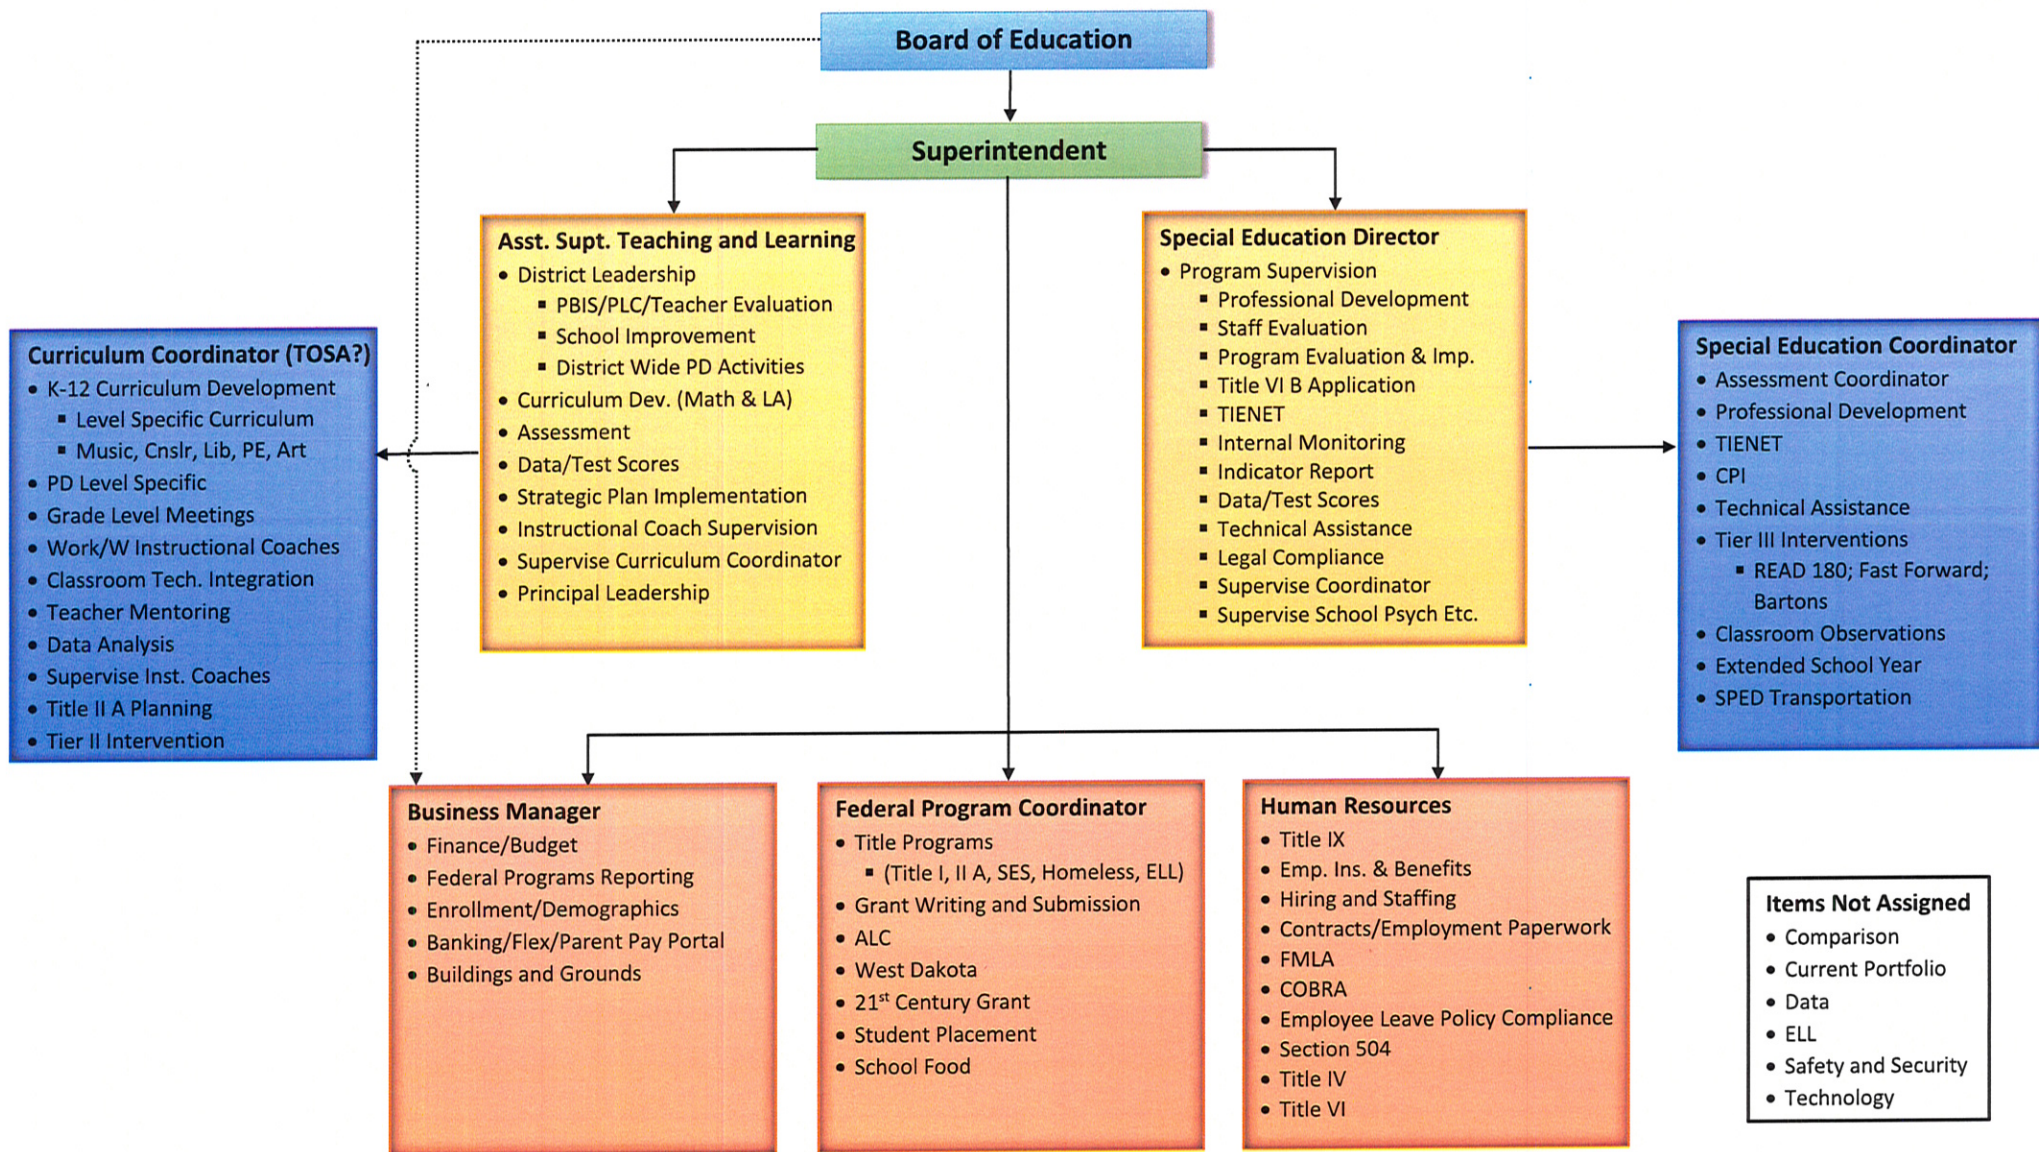 Board of Education
Superintendent
Asst. Supt. Teaching and Learning
• District Leadership
▪ PBIS/PLC/Teacher Evaluation
▪ School Improvement
▪ District Wide PD Activities
• Curriculum Dev. (Math & LA)
• Assessment
• Data/Test Scores
• Strategic Plan Implementation
• Instructional Coach Supervision
• Supervise Curriculum Coordinator
• Principal Leadership
Special Education Director
• Program Supervision
▪ Professional Development
▪ Staff Evaluation
▪ Program Evaluation & Imp.
▪ Title VI B Application
▪ TIENET
▪ Internal Monitoring
▪ Indicator Report
▪ Data/Test Scores
▪ Technical Assistance
▪ Legal Compliance
▪ Supervise Coordinator
▪ Supervise School Psych Etc.
Curriculum Coordinator (TOSA?)
• K-12 Curriculum Development
▪ Level Specific Curriculum
▪ Music, Cnslr, Lib, PE, Art
• PD Level Specific
• Grade Level Meetings
• Work/W Instructional Coaches
• Classroom Tech. Integration
• Teacher Mentoring
• Data Analysis
• Supervise Inst. Coaches
• Title II A Planning
• Tier II Intervention
Special Education Coordinator
• Assessment Coordinator
• Professional Development
• TIENET
• CPI
• Technical Assistance
• Tier III Interventions
▪ READ 180; Fast Forward;
Bartons
• Classroom Observations
• Extended School Year
• SPED Transportation
Business Manager
• Finance/Budget
• Federal Programs Reporting
• Enrollment/Demographics
• Banking/Flex/Parent Pay Portal
• Buildings and Grounds
Federal Program Coordinator
• Title Programs
▪ (Title I, II A, SES, Homeless, ELL)
• Grant Writing and Submission
• ALC
• West Dakota
• 21st Century Grant
• Student Placement
• School Food
Human Resources
• Title IX
• Emp. Ins. & Benefits
• Hiring and Staffing
• Contracts/Employment Paperwork
• FMLA
• COBRA
• Employee Leave Policy Compliance
• Section 504
• Title IV
• Title VI
Items Not Assigned
• Comparison
• Current Portfolio
• Data
• ELL
• Safety and Security
• Technology